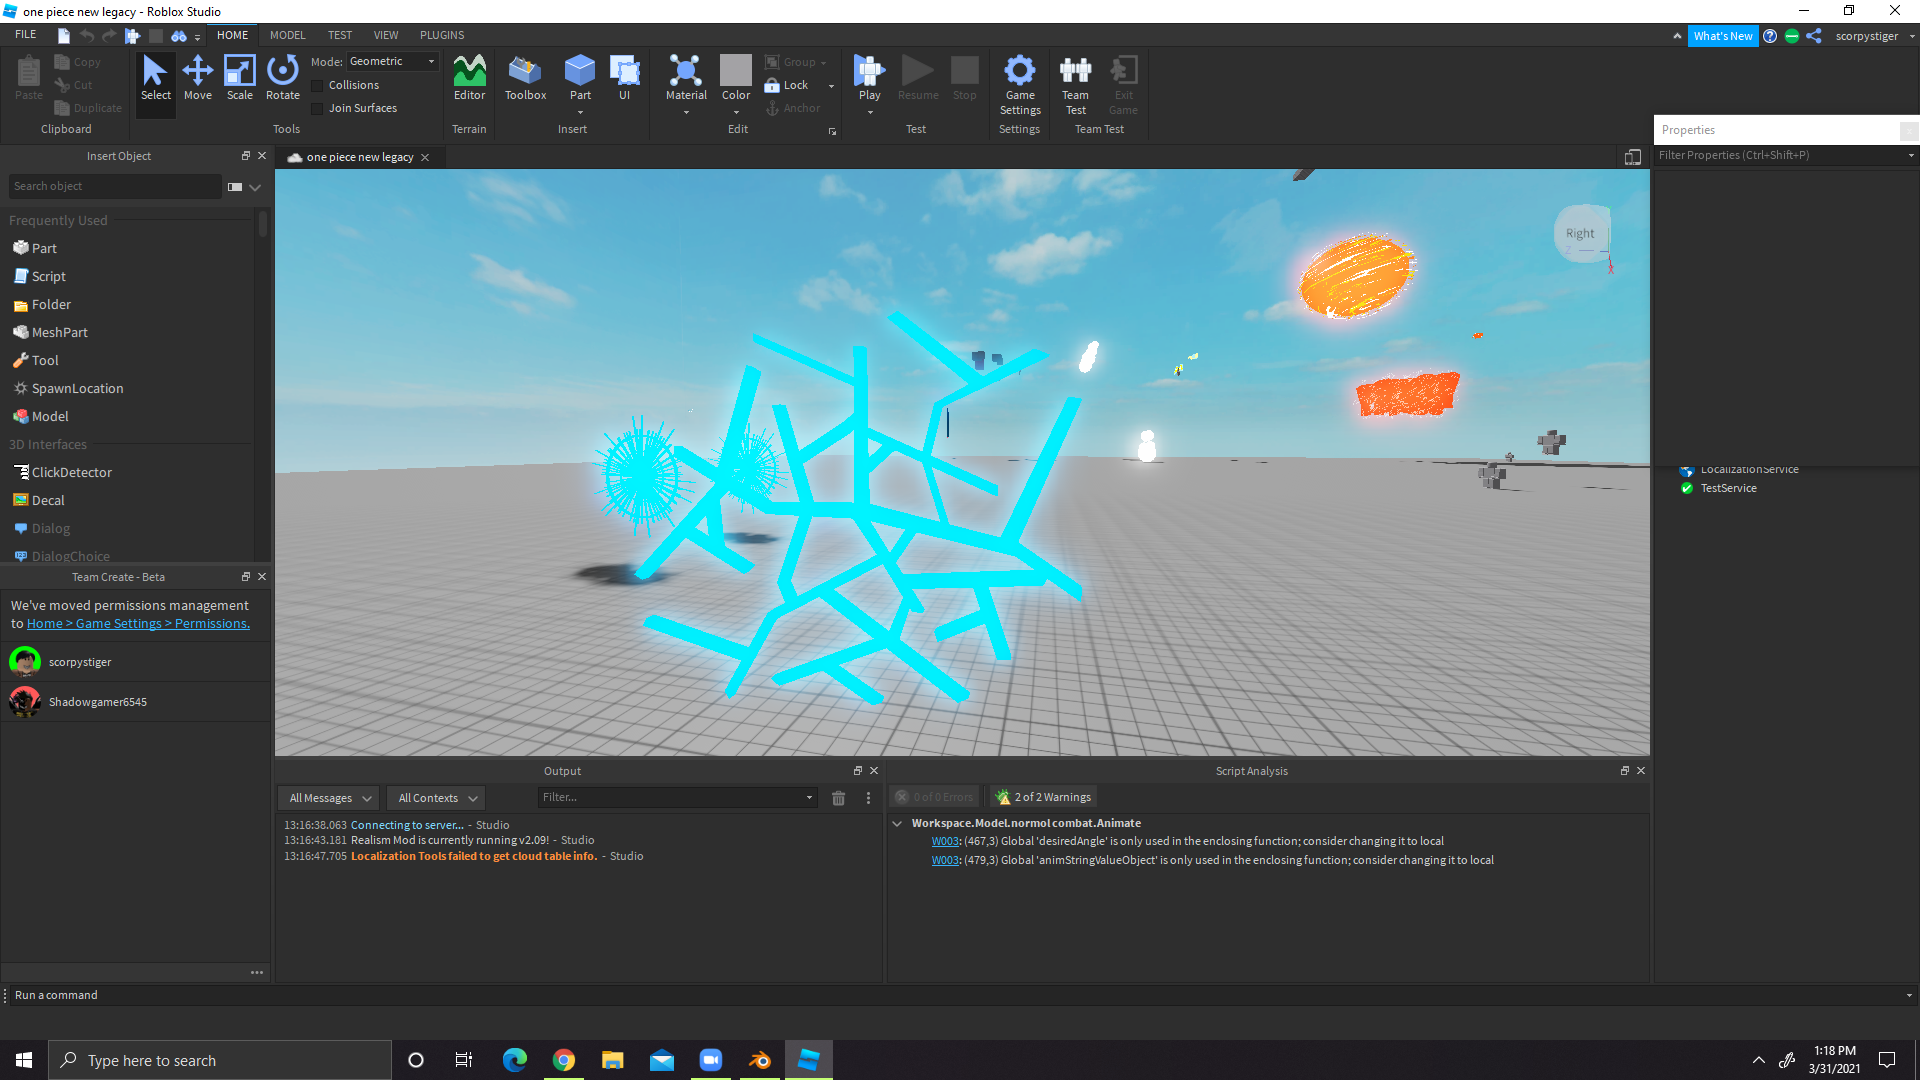 one piece new legacy - Roblox Studio
FILE HOME MODEL TEST VIEW PLUGINS What's New scorpystiger
Paste
Copy
Cut
Duplicate
Clipboard
Select Move Scale Rotate
Mode: Geometric
Collisions
Join Surfaces
Tools
Editor
Terrain
Toolbox Part UI
Insert
Material Color
Group
Lock
Anchor
Edit
Play Resume Stop
Test
Game Settings
Settings
Team Test
Exit Game
Team Test
Insert Object
Search object
Frequently Used
Part
Script
Folder
MeshPart
Tool
SpawnLocation
Model
3D Interfaces
ClickDetector
Decal
Dialog
DialogChoice
Team Create - Beta
We've moved permissions management
to Home > Game Settings > Permissions.
scorpystiger
Shadowgamer6545
one piece new legacy
Right
Z
X
Properties
Filter Properties (Ctrl+Shift+P)
LocalizationService
TestService
Output
All Messages All Contexts Filter...
13:16:38.063 Connecting to server... - Studio
13:16:43.181 Realism Mod is currently running v2.09! - Studio
13:16:47.705 Localization Tools failed to get cloud table info. - Studio
Script Analysis
0 of 0 Errors 2 of 2 Warnings
Workspace.Model.normol combat.Animate
W003: (467,3) Global 'desiredAngle' is only used in the enclosing function; consider changing it to local
W003: (479,3) Global 'animStringValueObject' is only used in the enclosing function; consider changing it to local
Run a command
Type here to search
1:18 PM
3/31/2021